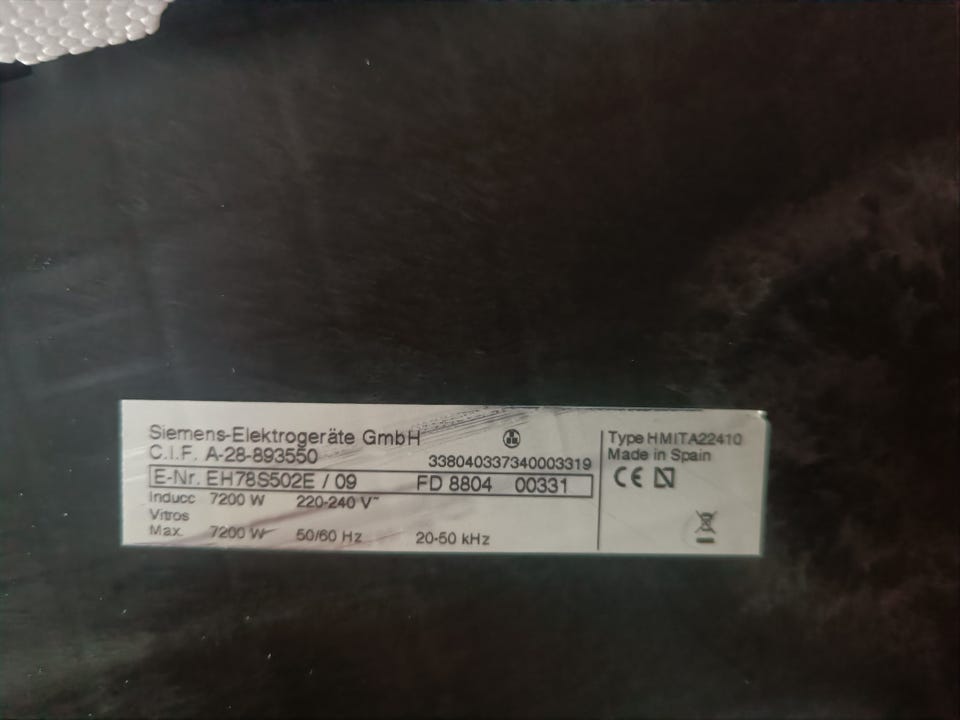 Siemens-Elektrogeräte GmbH
C.I.F. A-28-893550
338040337340003319
E-Nr. EH78S502E / 09 FD 8804 00331
Inducc 7200 W 220-240 V~
Vitros
Max. 7200 W 50/60 Hz 20-50 kHz
Type HMITA22410
Made in Spain
CE N